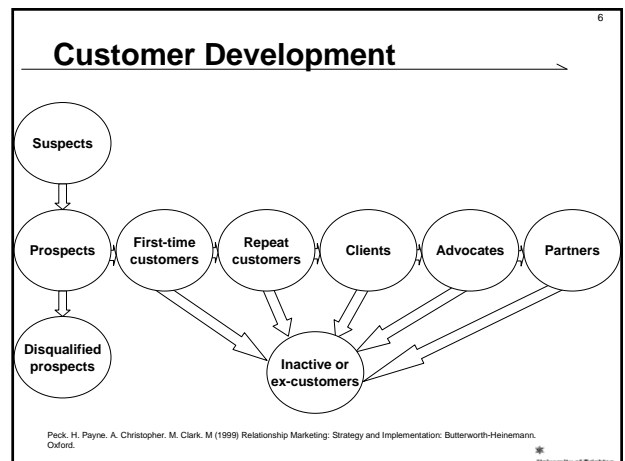 6
Customer Development
Suspects
Prospects
First-time
customers
Repeat
customers
Clients
Advocates
Partners
Disqualified
prospects
Inactive or
ex-customers
Peck. H. Payne. A. Christopher. M. Clark. M (1999) Relationship Marketing: Strategy and Implementation: Butterworth-Heinemann.
Oxford.